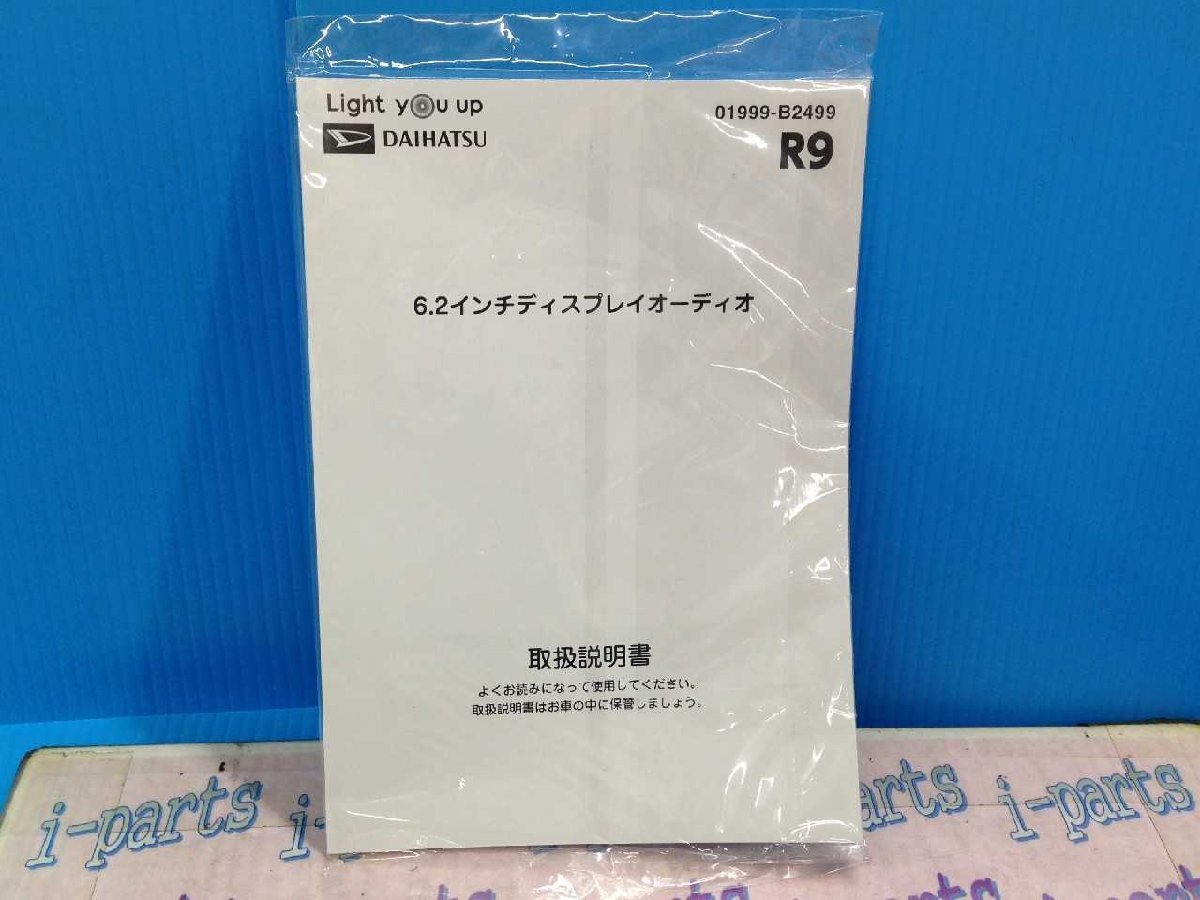 Light you up
DAIHATSU
01999-B2499
R9
6.2インチディスプレイオーディオ
取扱説明書
よくお読みになって使用してください。
取扱説明書はお車の中に保管しましょう。
i-parts
i-parts
i-parts